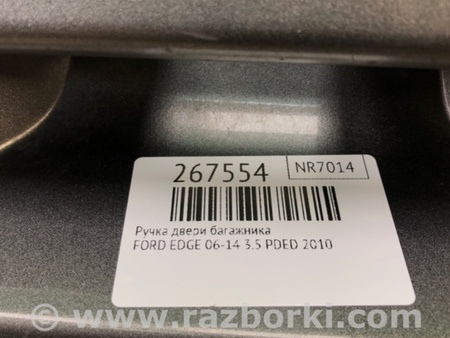 267554
NR7014
Ручка двери багажника
FORD EDGE 06-14 3.5 PDED 2010
www.razborki.com